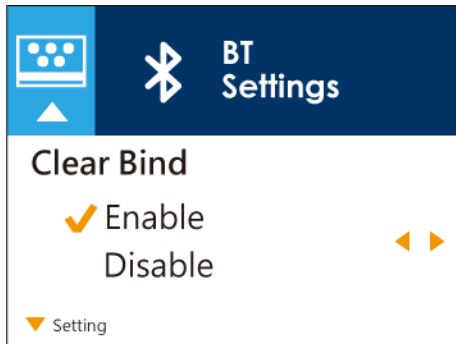 BT
Settings
Clear Bind
Enable
Disable
Setting